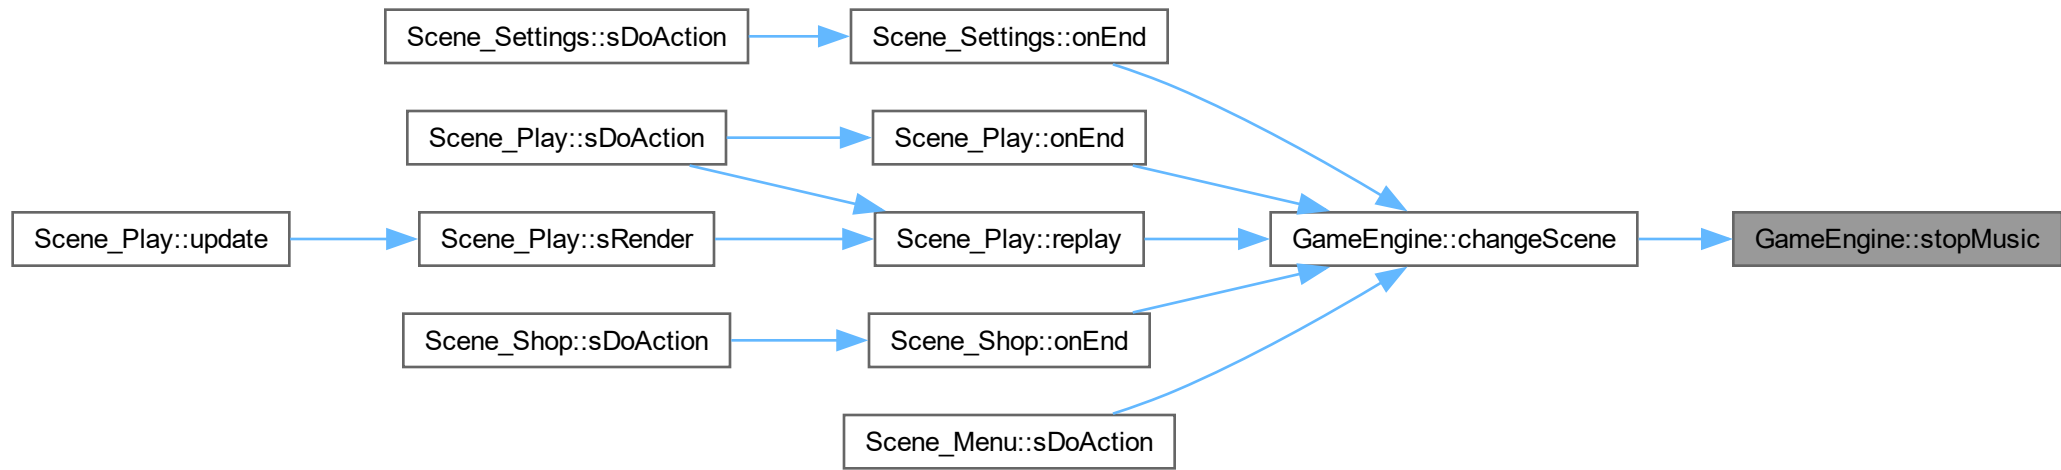 Scene_Settings::sDoAction
Scene_Settings::onEnd
Scene_Play::sDoAction
Scene_Play::onEnd
Scene_Play::update
Scene_Play::sRender
Scene_Play::replay
GameEngine::changeScene
GameEngine::stopMusic
Scene_Shop::sDoAction
Scene_Shop::onEnd
Scene_Menu::sDoAction